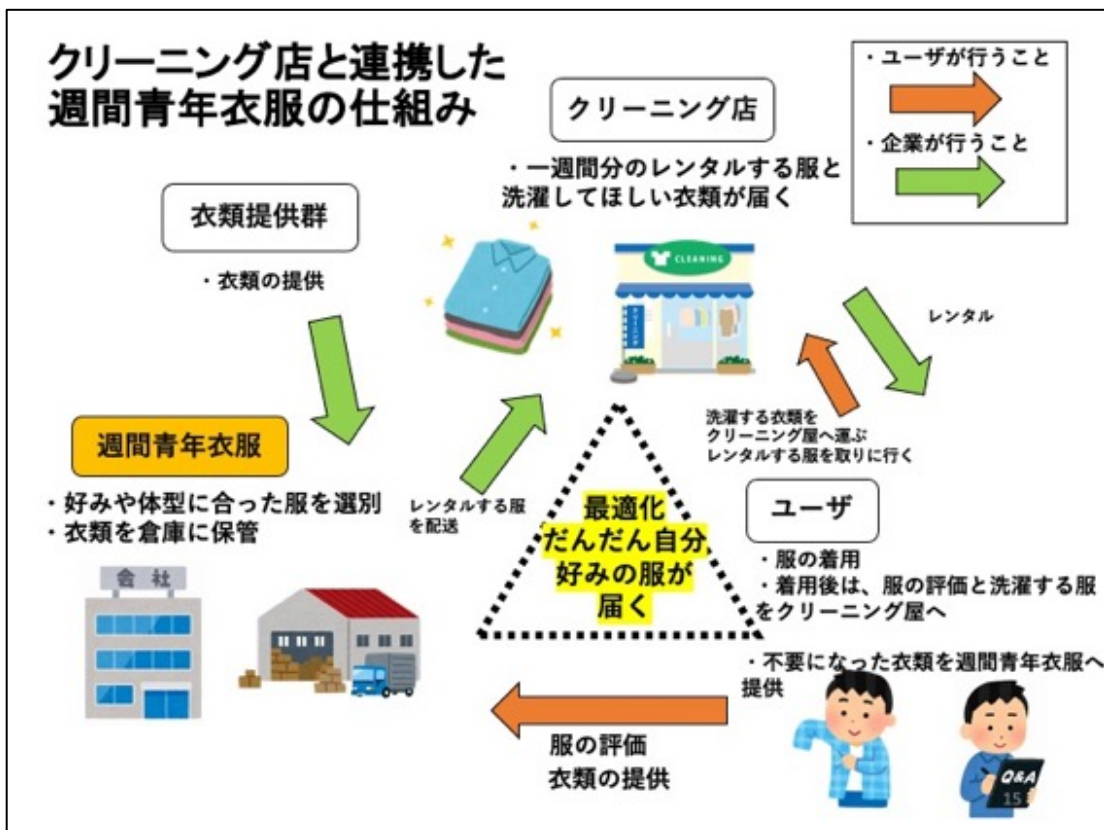 クリーニング店と連携した
週間青年衣服の仕組み
・ユーザが行うこと
・企業が行うこと
クリーニング店
・一週間分のレンタルする服と
洗濯してほしい衣類が届く
衣類提供群
・衣類の提供
CLEANING
クリーニング
レンタル
洗濯する衣類を
クリーニング屋へ運ぶ
レンタルする服を取りに行く
週間青年衣服
・好みや体型に合った服を選別
・衣類を倉庫に保管
レンタルする服
を配送
最適化
だんだん自分
好みの服が
届く
ユーザ
・服の着用
・着用後は、服の評価と洗濯する服
をクリーニング屋へ
・不要になった衣類を週間青年衣服へ
提供
会社
服の評価
衣類の提供
Q&A
15